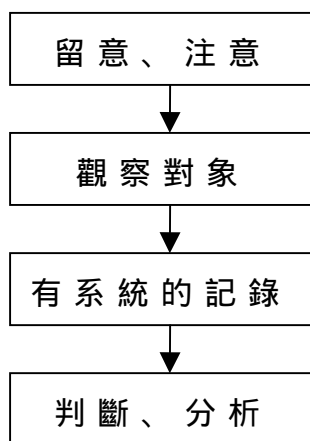 留意、注意
觀察對象
有系統的記錄
判斷、分析